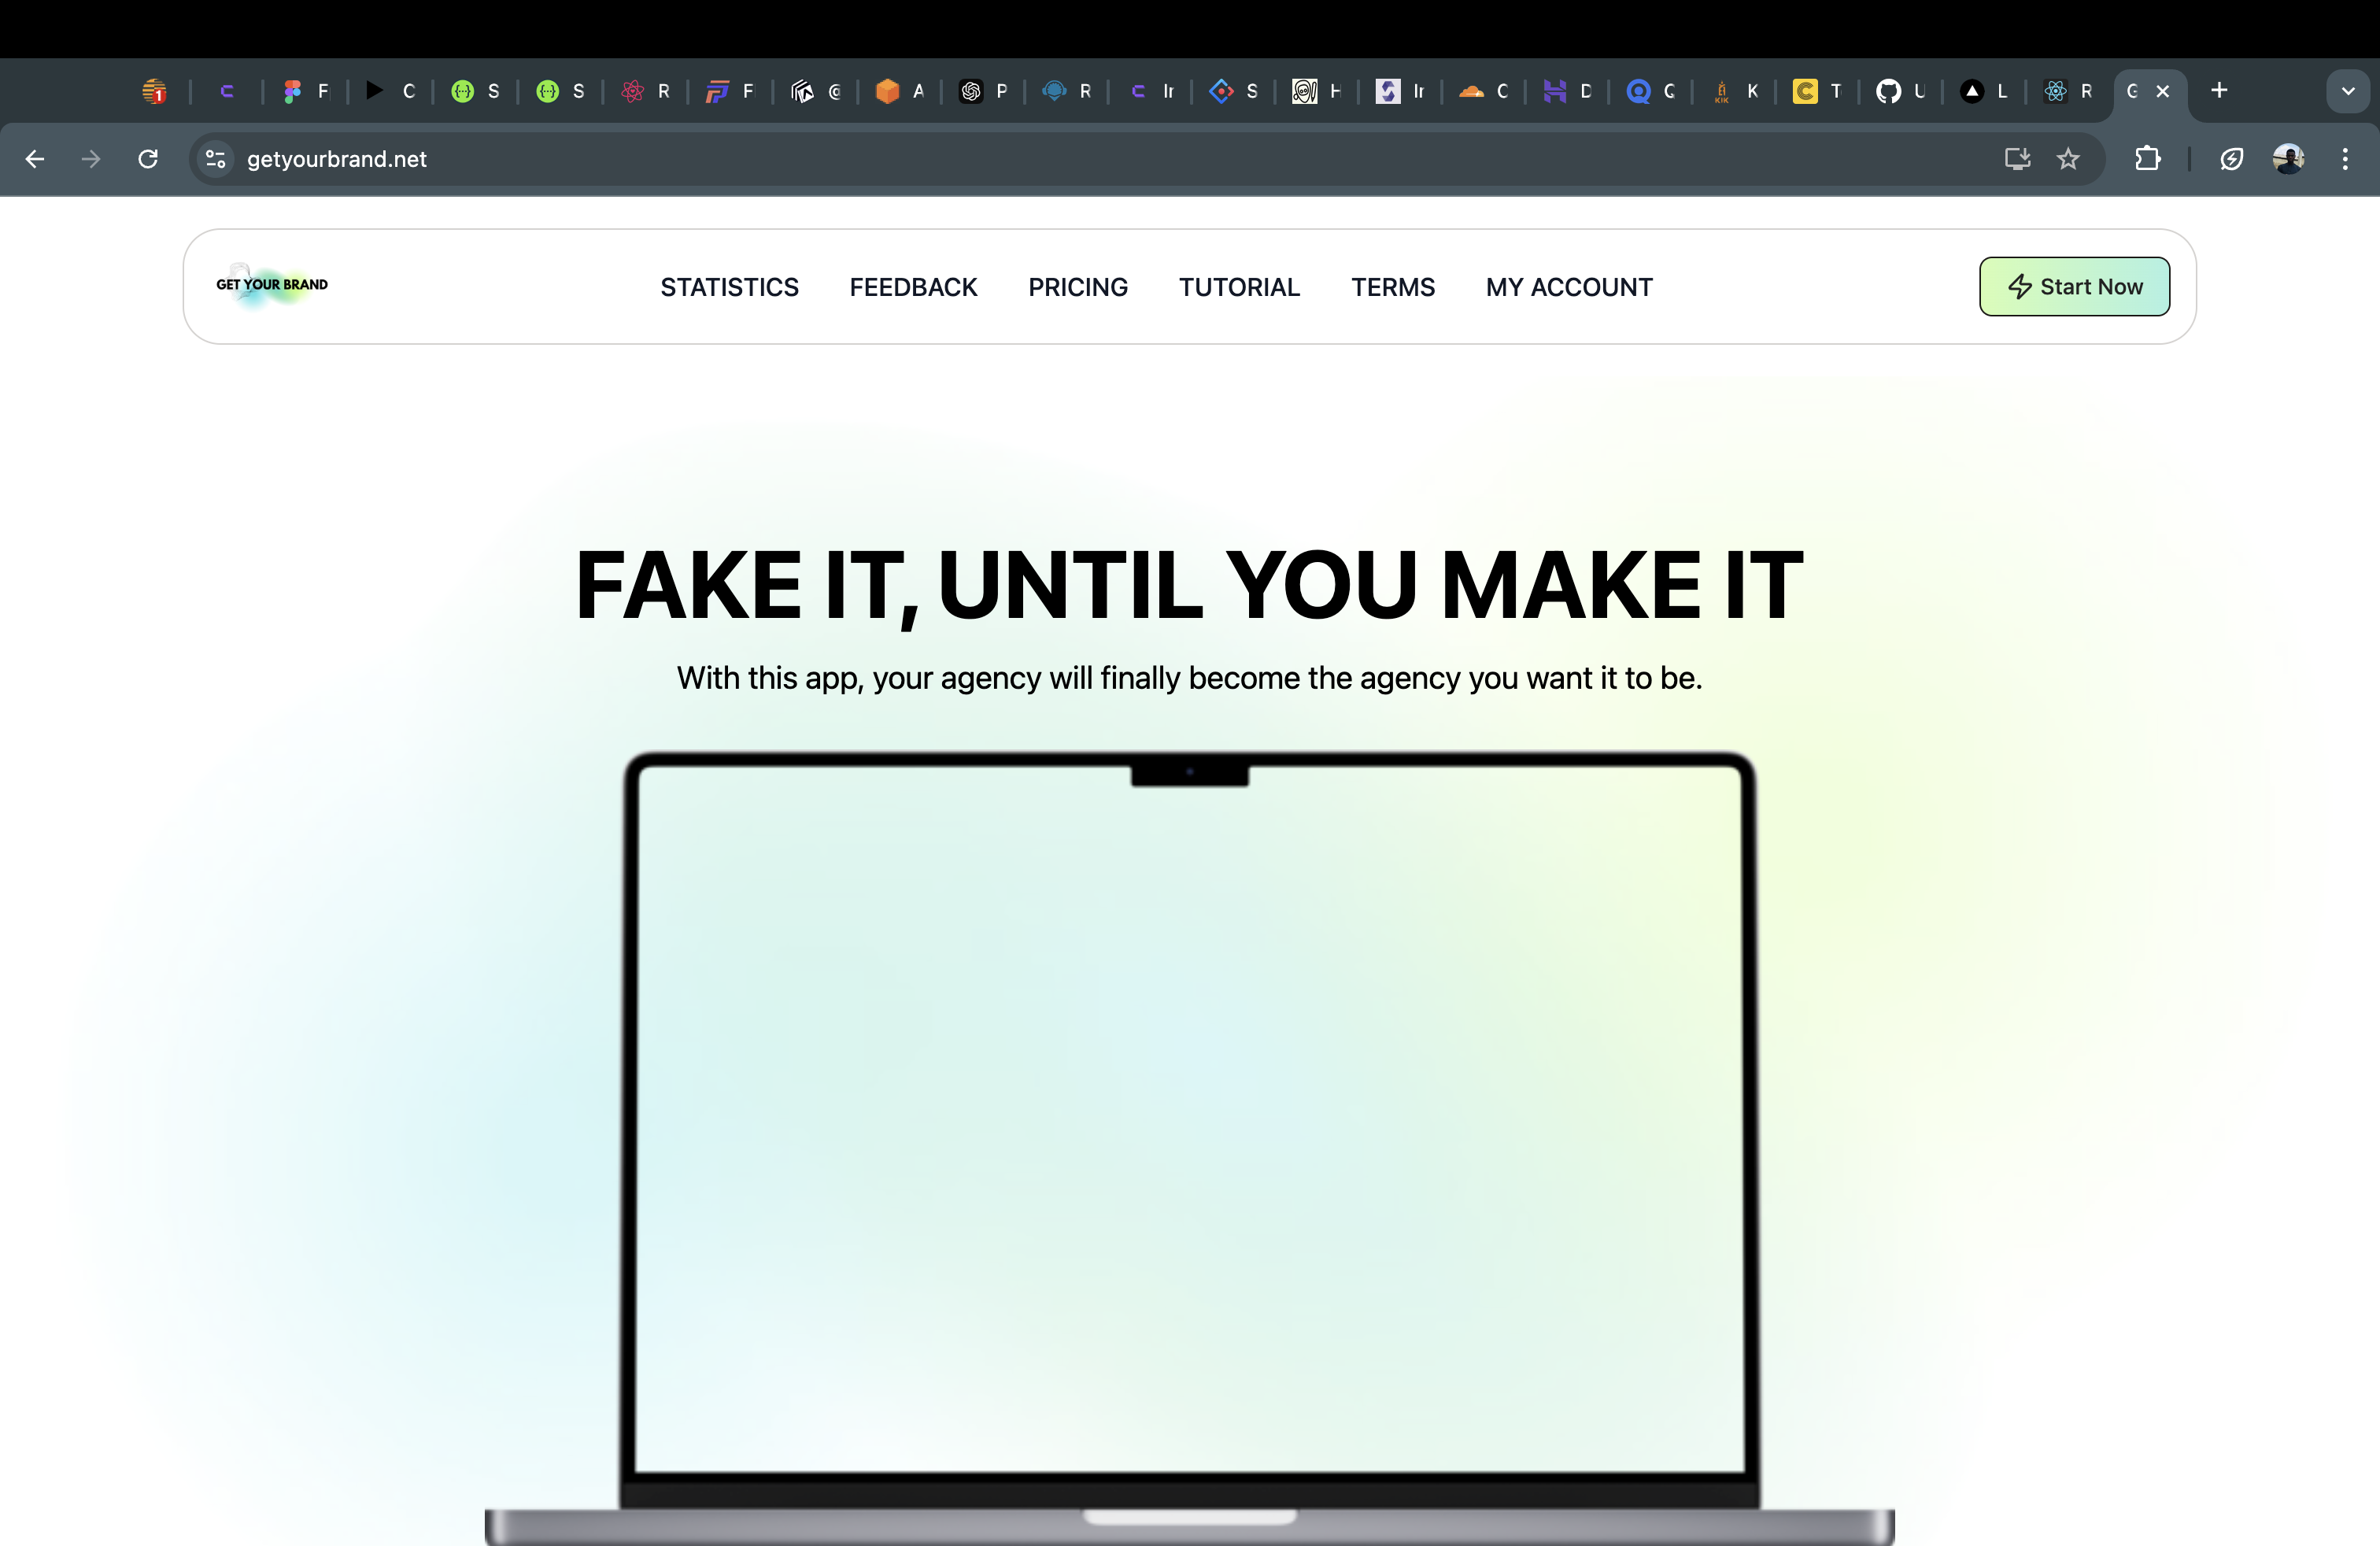 1 F C S S R F @ A P R Ir S H Ir C D Q K T U L R G
getyourbrand.net
GET YOUR BRAND STATISTICS FEEDBACK PRICING TUTORIAL TERMS MY ACCOUNT Start Now
FAKE IT, UNTIL YOU MAKE IT
With this app, your agency will finally become the agency you want it to be.